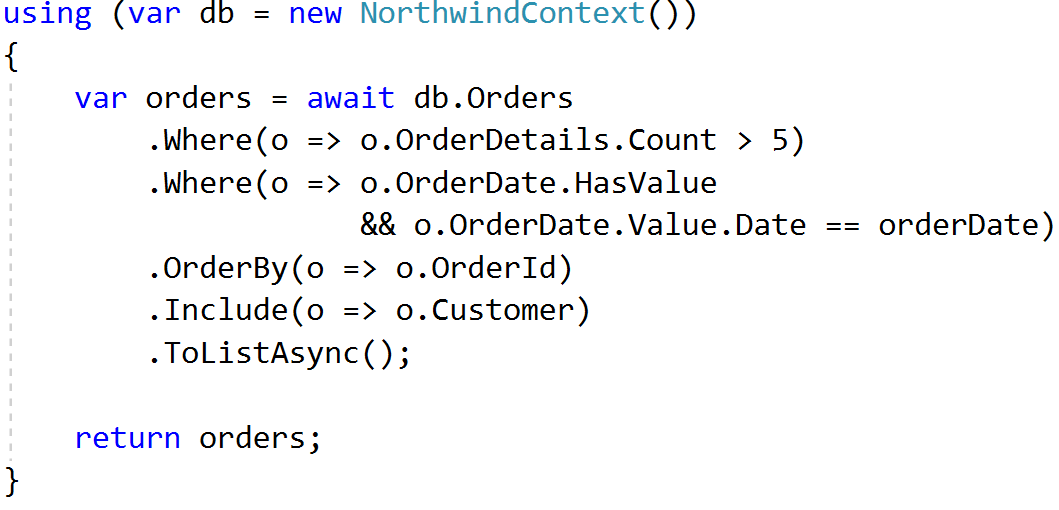 using (var db = new NorthwindContext())
{
    var orders = await db.Orders
        .Where(o => o.OrderDetails.Count > 5)
        .Where(o => o.OrderDate.HasValue
                    && o.OrderDate.Value.Date == orderDate)
        .OrderBy(o => o.OrderId)
        .Include(o => o.Customer)
        .ToListAsync();

    return orders;
}